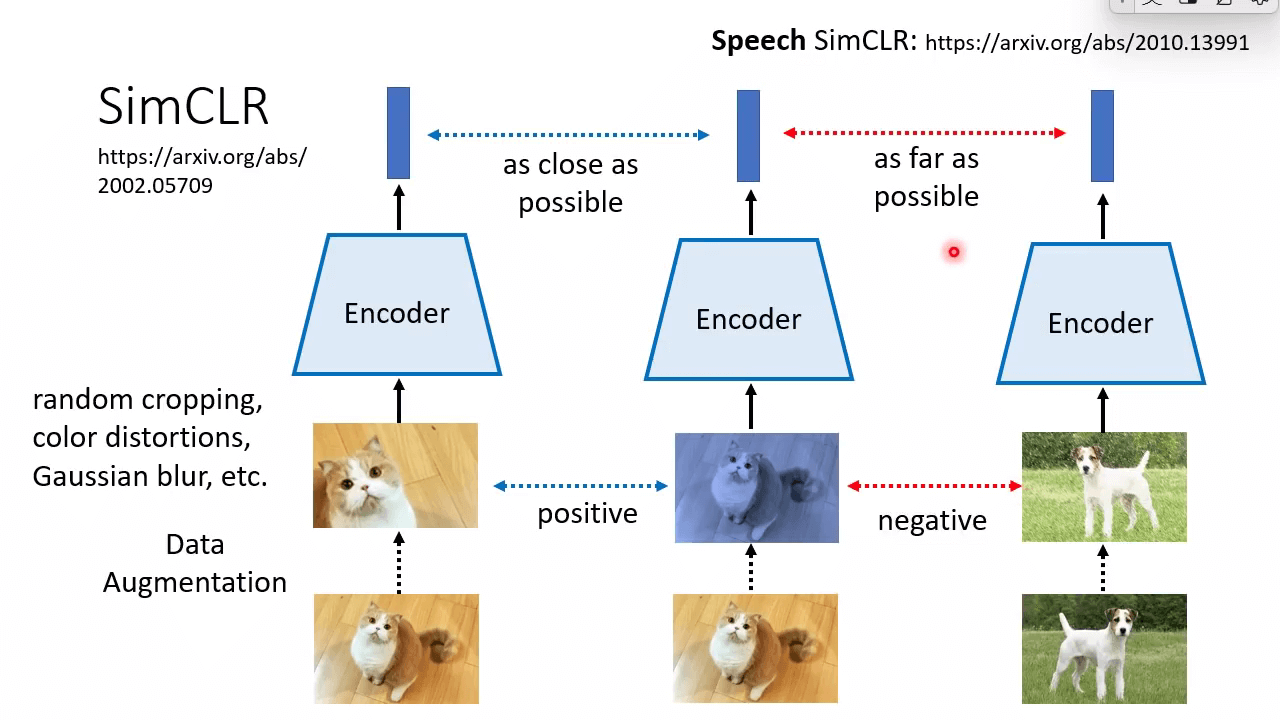 Speech SimCLR: https://arxiv.org/abs/2010.13991
SimCLR
https://arxiv.org/abs/
2002.05709
as close as
possible
as far as
possible
Encoder
Encoder
Encoder
random cropping,
color distortions,
Gaussian blur, etc.
positive
negative
Data
Augmentation